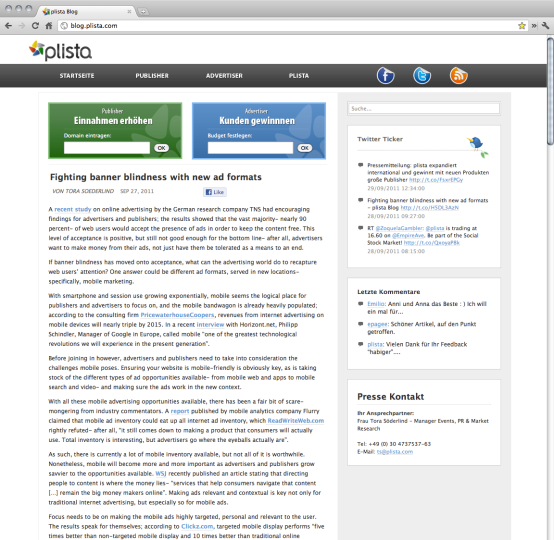 plista Blog
blog.plista.com
plista
STARTSEITE PUBLISHER ADVERTISER PLISTA
Publisher
Einnahmen erhöhen
Domain eintragen:
OK
Advertiser
Kunden gewinnnen
Budget festlegen:
OK
Fighting banner blindness with new ad formats
VON TORA SOEDERLUND SEP 27, 2011 Like
A recent study on online advertising by the German research company TNS had encouraging
findings for advertisers and publishers; the results showed that the vast majority– nearly 90
percent– of web users would accept the presence of ads in order to keep the content free. This
level of acceptance is positive, but still not good enough for the bottom line– after all, advertisers
want to make money from their ads, not just have them be tolerated as a means to an end.
If banner blindness has moved onto acceptance, what can the advertising world do to recapture
web users' attention? One answer could be different ad formats, served in new locations–
specifically, mobile marketing.
With smartphone and session use growing exponentially, mobile seems the logical place for
publishers and advertisers to focus on, and the mobile bandwagon is already heavily populated;
according to the consulting firm PricewaterhouseCoopers, revenues from internet advertising on
mobile devices will nearly triple by 2015. In a recent interview with Horizont.net, Philipp
Schindler, Manager of Google in Europe, called mobile "one of the greatest technological
revolutions we will experience in the present generation".
Before joining in however, advertisers and publishers need to take into consideration the
challenges mobile poses. Ensuring your website is mobile-friendly is obviously key, as is taking
stock of the different types of ad opportunities available– from mobile web and apps to mobile
search and video– and making sure the ads work in the new context.
With all these mobile advertising opportunities available, there has been a fair bit of scare-
mongering from industry commentators. A report published by mobile analytics company Flurry
claimed that mobile ad inventory could eat up all internet ad inventory, which ReadWriteWeb.com
rightly refuted– after all, "it still comes down to making a product that consumers will actually
use. Total inventory is interesting, but advertisers go where the eyeballs actually are".
As such, there is currently a lot of mobile inventory available, but not all of it is worthwhile.
Nonetheless, mobile will become more and more important as advertisers and publishers grow
savier to the opportunities available. WSJ recently published an article stating that directing
people to content is where the money lies– "services that help consumers navigate that content
[...] remain the big money makers online". Making ads relevant and contextual is key not only for
traditional internet advertising, but especially so for mobile ads.
Focus needs to be on making the mobile ads highly targeted, personal and relevant to the user.
The results speak for themselves; according to Clickz.com, targeted mobile display performs "five
times better than non-targeted mobile display and 10 times better than traditional online
Suche...
Twitter Ticker
Pressemitteilung: plista expandiert
international und gewinnt mit neuen Produkten
große Publisher
29/09/2011 12:34:00
Fighting banner blindness with new ad formats
– plista Blog
28/09/2011 09:27:00
RT @ZoquelaGambler: @plista is trading at
16.60 on @EmpireAve. Be part of the Social
Stock Market!
28/09/2011 08:15:00
Letzte Kommentare
Emilio: Anni und Anna das Beste : ) Ich will
ein mal für...
epagee: Schöner Artikel, auf den Punkt
getroffen.
plista: Vielen Dank für Ihr Feedback
"habiger"....
Presse Kontakt
Ihr Ansprechpartner:
Frau Tora Söderlind – Manager Events, PR & Market
Research
Tel: +49 (0) 30 4737537-63
E-Mail: ts@plista.com